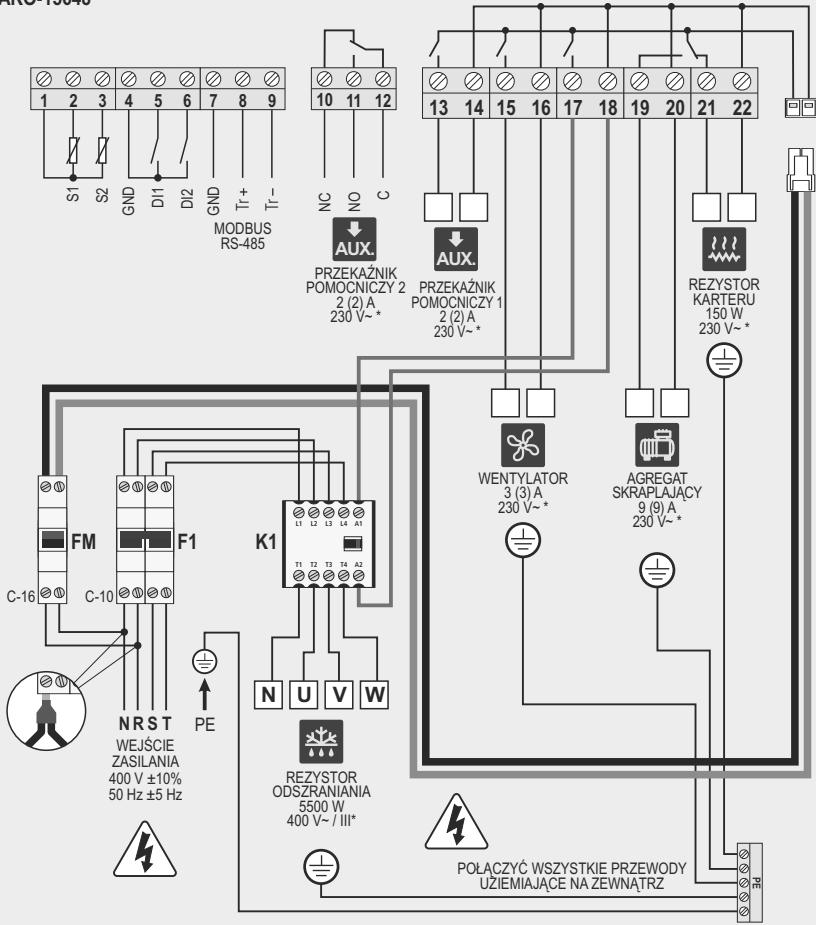 1 2 3 4 5 6 7 8 9
10 11 12
13 14 15 16 17 18 19 20 21 22
S1
S2
GND
DI1
DI2
GND
Tr +
Tr –
MODBUS
RS-485
NC
NO
C
AUX.
PRZEKAŹNIK
POMOCNICZY 2
2 (2) A
230 V~ *
AUX.
PRZEKAŹNIK
POMOCNICZY 1
2 (2) A
230 V~ *
REZYSTOR
KARTERU
150 W
230 V~ *
WENTYLATOR
3 (3) A
230 V~ *
AGREGAT
SKRAPLAJĄCY
9 (9) A
230 V~ *
FM
C-16
F1
C-10
K1
L1 L2 L3 L4 A1
T1 T2 T3 T4 A2
N R S T
WEJŚCIE
ZASILANIA
400 V ±10%
50 Hz ±5 Hz
PE
N U V W
REZYSTOR
ODSZRANIANIA
5500 W
400 V~ / III*
POŁĄCZYĆ WSZYSTKIE PRZEWODY
UZIEMIAJĄCE NA ZEWNĄTRZ
PE